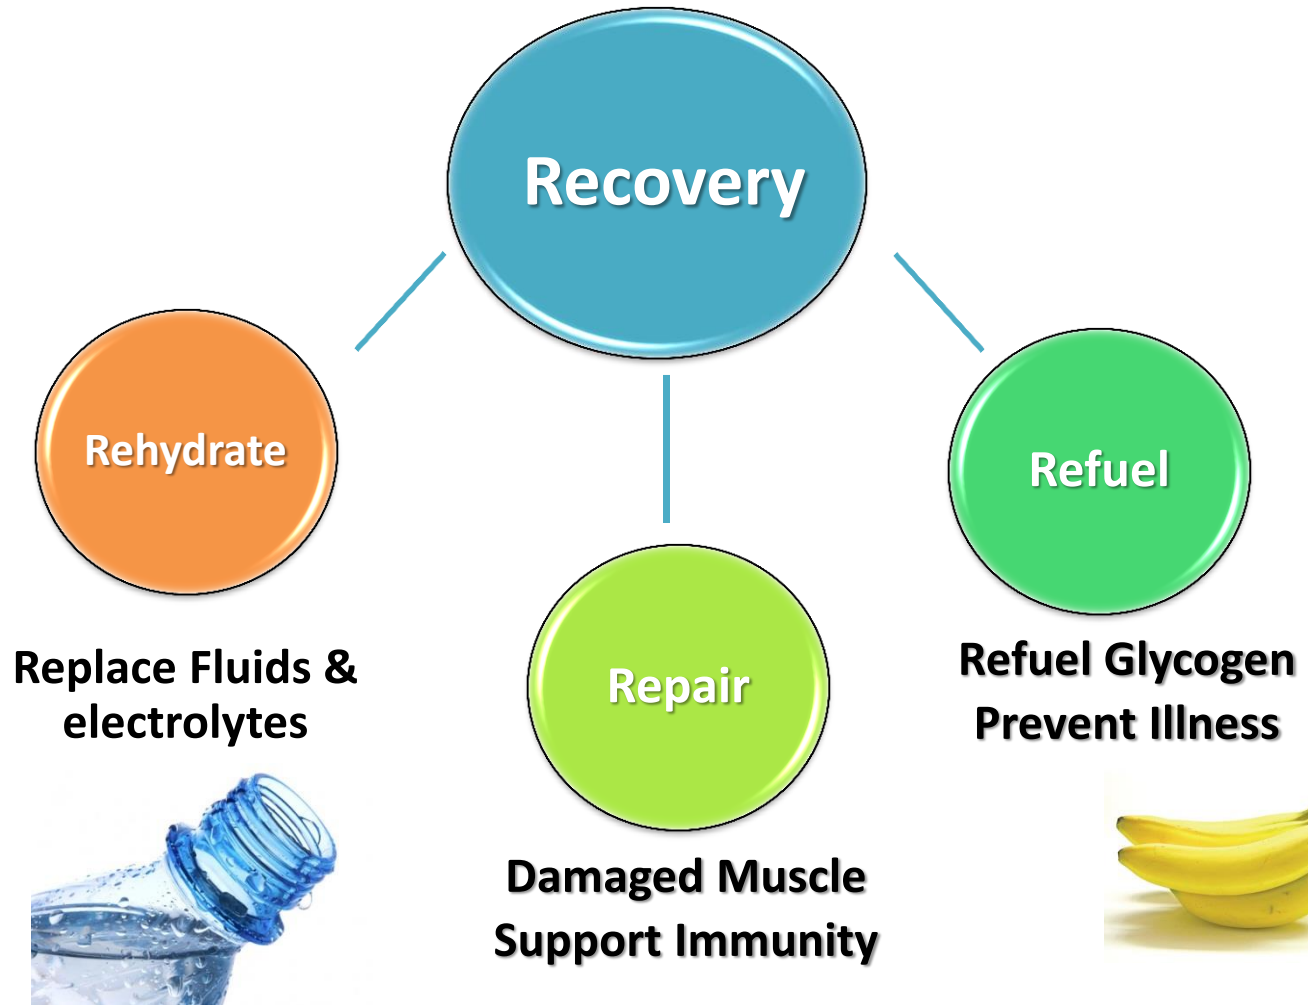 Recovery
Rehydrate
Replace Fluids &
electrolytes
Repair
Damaged Muscle
Support Immunity
Refuel
Refuel Glycogen
Prevent Illness